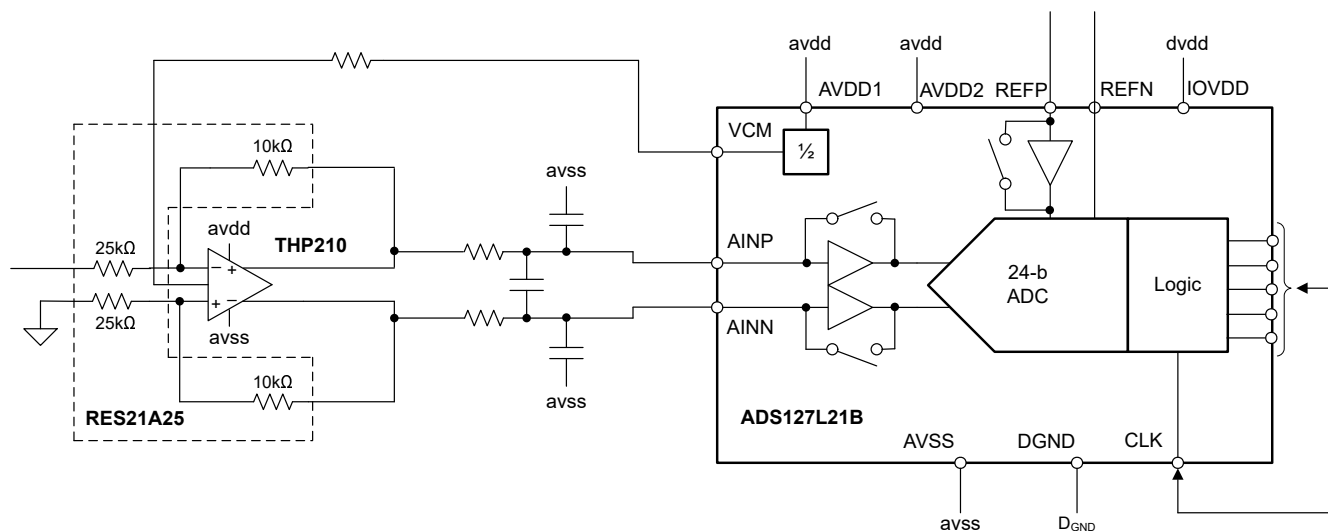 avdd
avdd
dvdd
AVDD1
AVDD2
REFP
REFN
IOVDD
VCM
½
10kΩ
avss
avdd
THP210
AINP
25kΩ
24-b
ADC
Logic
25kΩ
AINN
avss
10kΩ
avss
RES21A25
ADS127L21B
AVSS
DGND
CLK
avss
DGND